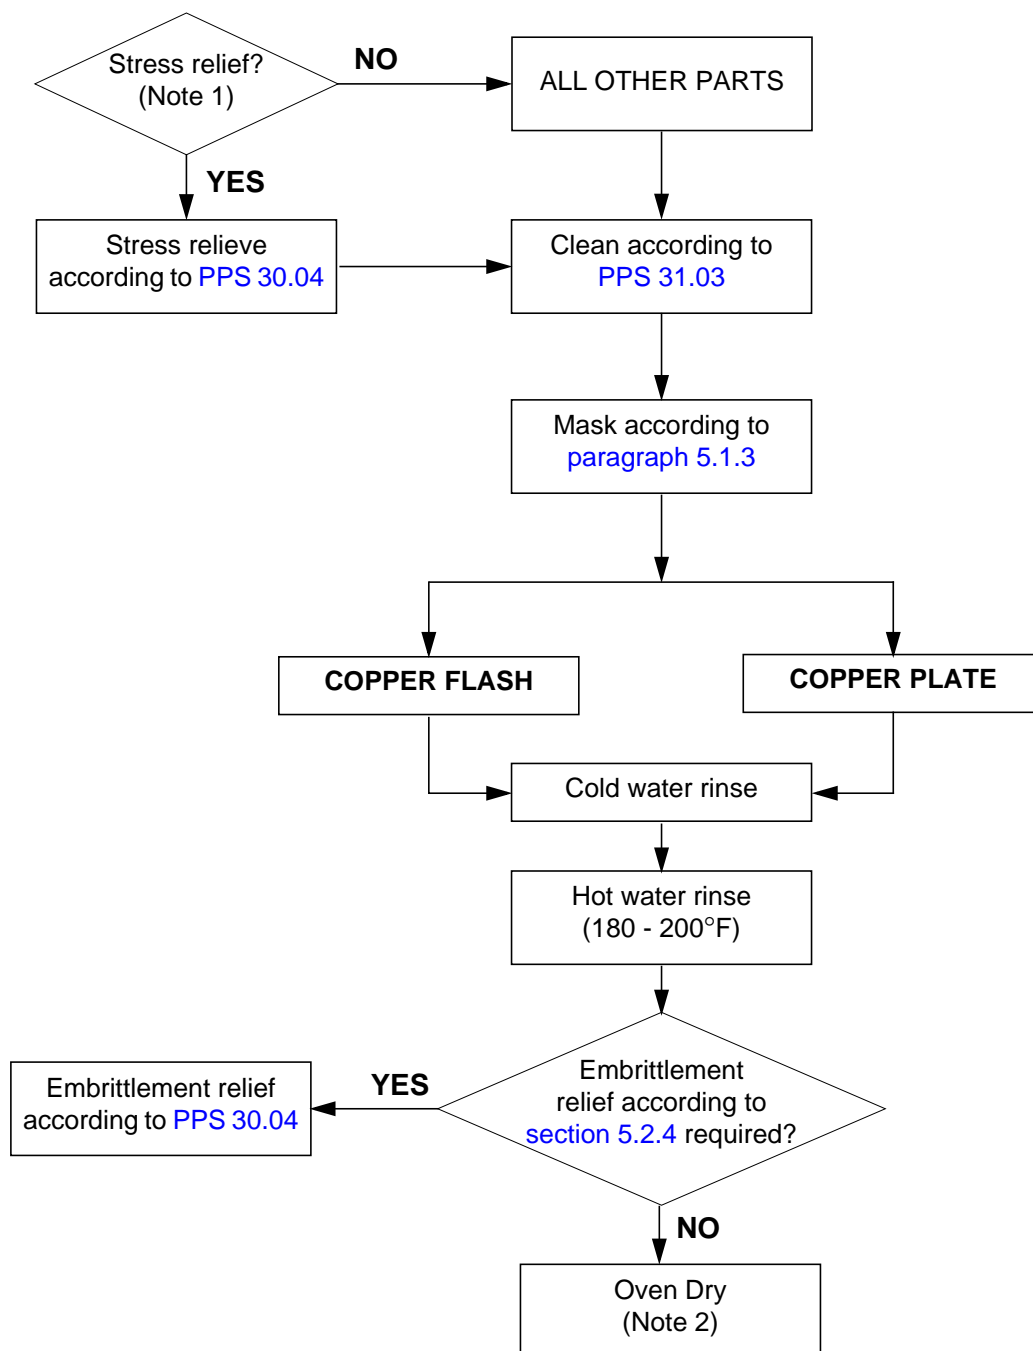 Stress relief?
(Note 1)
NO
ALL OTHER PARTS
YES
Stress relieve
according to PPS 30.04
Clean according to
PPS 31.03
Mask according to
paragraph 5.1.3
COPPER FLASH
COPPER PLATE
Cold water rinse
Hot water rinse
(180 - 200°F)
Embrittlement
relief according to
section 5.2.4 required?
YES
Embrittlement relief
according to PPS 30.04
NO
Oven Dry
(Note 2)